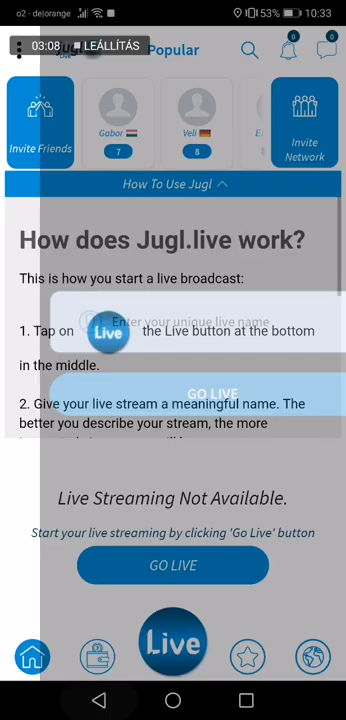 o2 - de|orange
53%
10:33
03:08 LEÁLLÍTÁS
Jugl
Live
Popular
0
0
Invite Friends
Gabor
7
Veli
8
E
Invite
Network
How To Use Jugl
How does Jugl.live work?
This is how you start a live broadcast:
Enter your unique live name
1. Tap on Live the Live button at the bottom
in the middle.
GO LIVE
2. Give your live stream a meaningful name. The
better you describe your stream, the more
Live Streaming Not Available.
Start your live streaming by clicking 'Go Live' button
GO LIVE
Live